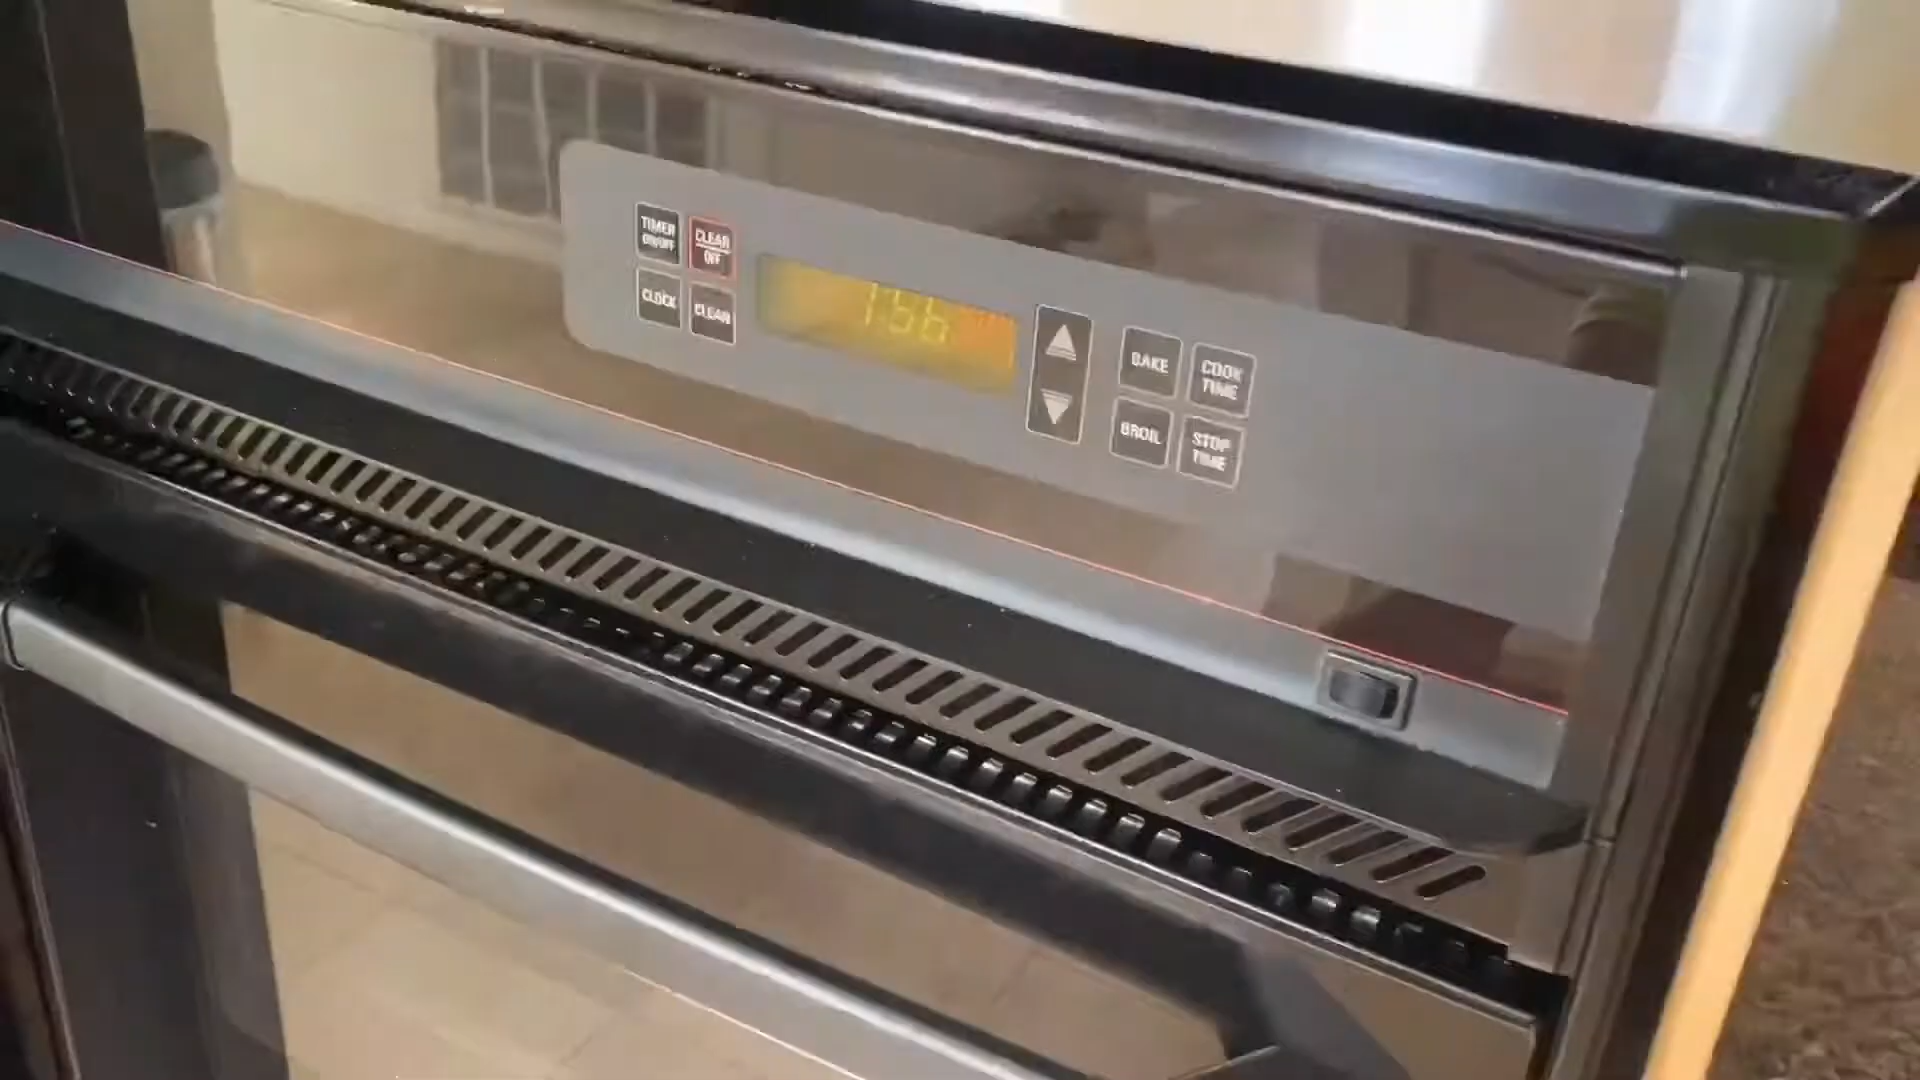 TIMER
ON/OFF
CLEAR
OFF
CLOCK
CLEAN
BAKE
COOK
TIME
BROIL
STOP
TIME